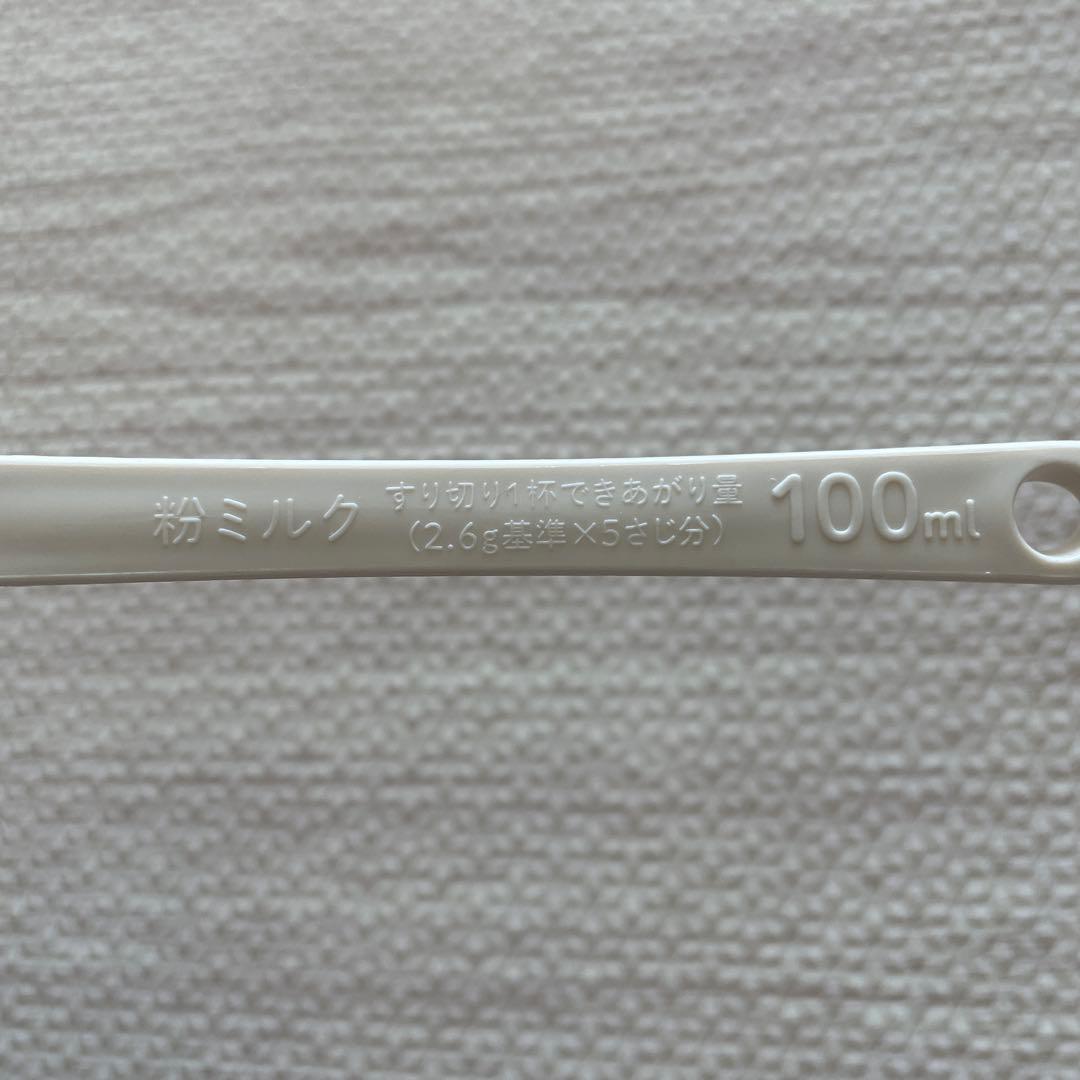 粉ミルク
すり切り1杯できあがり量
(2.6g基準×5さじ分)
100ml